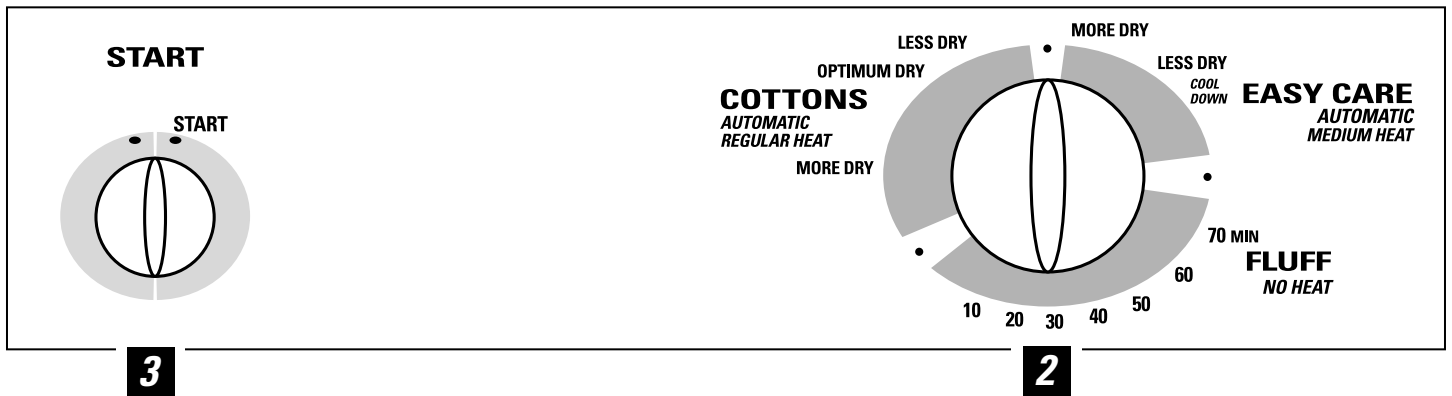 START
START
LESS DRY
OPTIMUM DRY
COTTONS
AUTOMATIC
REGULAR HEAT
MORE DRY
MORE DRY
LESS DRY
COOL
DOWN
EASY CARE
AUTOMATIC
MEDIUM HEAT
70 MIN
FLUFF
NO HEAT
60
50
40
30
20
10
3
2